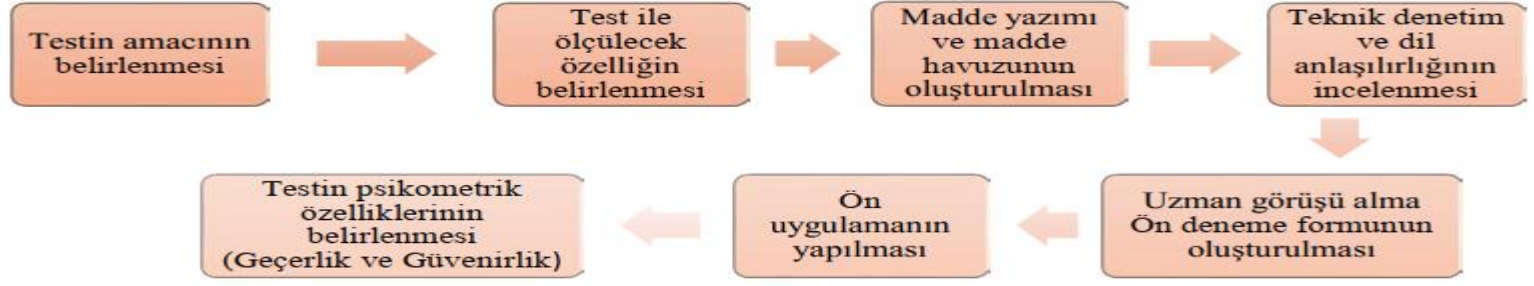 Testin amacının
belirlenmesi
Test ile
ölçülecek
özelliğin
belirlenmesi
Madde yazımı
ve madde
havuzunun
oluşturulması
Teknik denetim
ve dil
anlaşılırlığının
incelenmesi
Uzman görüşü alma
Ön deneme formunun
oluşturulması
Ön
uygulamanın
yapılması
Testin psikometrik
özelliklerinin
belirlenmesi
(Geçerlik ve Güvenirlik)